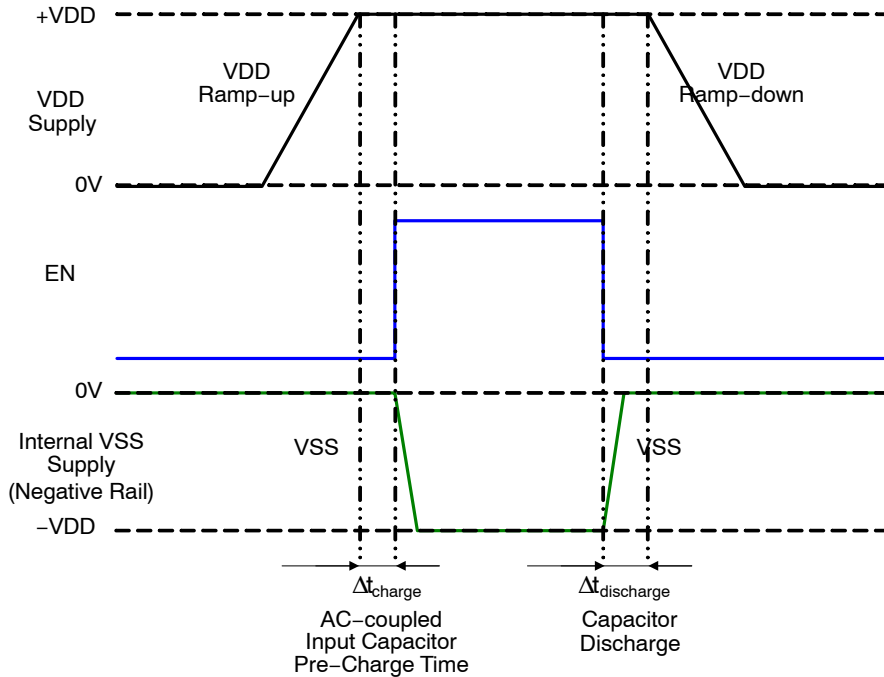 +VDD
VDD
Ramp−up
VDD
Ramp−down
VDD
Supply
0V
EN
0V
Internal VSS
Supply
(Negative Rail)
VSS
VSS
−VDD
Δtcharge
Δtdischarge
AC−coupled
Input Capacitor
Pre−Charge Time
Capacitor
Discharge